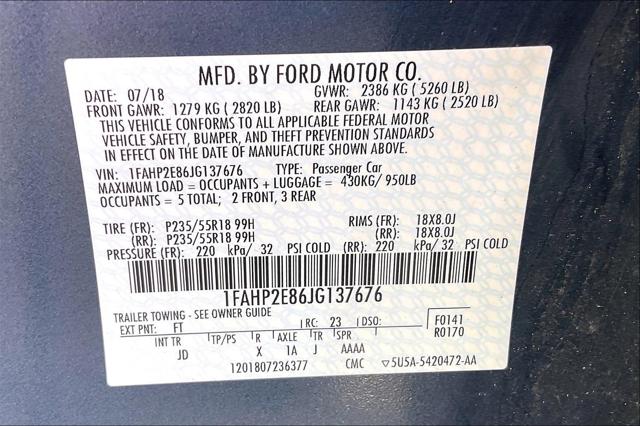 MFD. BY FORD MOTOR CO.
DATE: 07/18 GVWR: 2386 KG ( 5260 LB)
FRONT GAWR: 1279 KG ( 2820 LB) REAR GAWR: 1143 KG ( 2520 LB)
THIS VEHICLE CONFORMS TO ALL APPLICABLE FEDERAL MOTOR
VEHICLE SAFETY, BUMPER, AND THEFT PREVENTION STANDARDS
IN EFFECT ON THE DATE OF MANUFACTURE SHOWN ABOVE.
VIN: 1FAHP2E86JG137676 TYPE: Passenger Car
MAXIMUM LOAD = OCCUPANTS + LUGGAGE = 430KG/ 950LB
OCCUPANTS = 5 TOTAL; 2 FRONT, 3 REAR
TIRE (FR): P235/55R18 99H RIMS (FR): 18X8.0J
(RR): P235/55R18 99H (RR): 18X8.0J
PRESSURE (FR): 220 kPa/ 32 PSI COLD (RR): 220 kPa/ 32 PSI COLD
1FAHP2E86JG137676
TRAILER TOWING - SEE OWNER GUIDE
EXT PNT: FT RC: 23 DSO: F0141
R0170
INT TR TP/PS R AXLE TR SPR
JD X 1A J AAAA
1201807236377 CMC ▽5U5A-5420472-AA